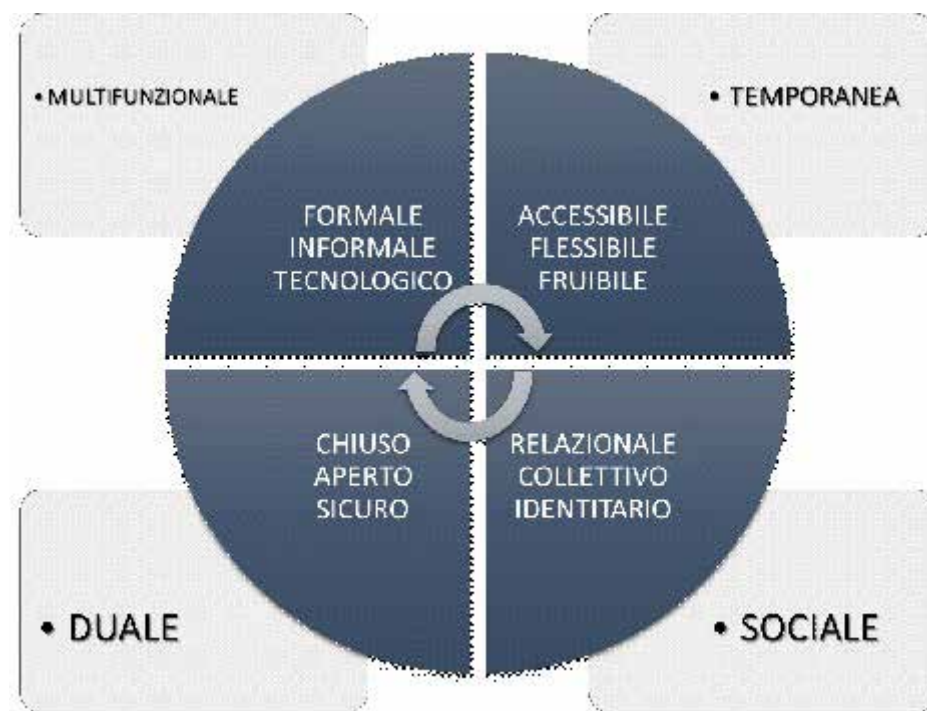 • MULTIFUNZIONALE
• TEMPORANEA
FORMALE
INFORMALE
TECNOLOGICO
ACCESSIBILE
FLESSIBILE
FRUIBILE
CHIUSO
APERTO
SICURO
RELAZIONALE
COLLETTIVO
IDENTITARIO
• DUALE
• SOCIALE